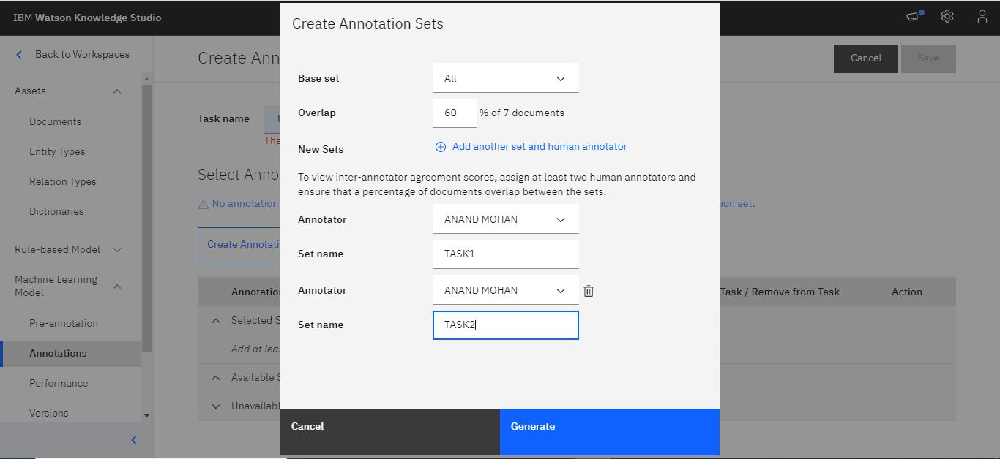 IBM Watson Knowledge Studio
Back to Workspaces
Assets
Documents
Entity Types
Relation Types
Dictionaries
Rule-based Model
Machine Learning
Model
Pre-annotation
Annotations
Performance
Versions
Create Ann
Cancel
Save
Task name
T
Tha
Select Anno
No annotation
tion set.
Create Annotati
Annotation
Task / Remove from Task
Action
Selected S
Add at leas
Available S
Unavailabl
Create Annotation Sets
Base set
All
Overlap
60
% of 7 documents
New Sets
Add another set and human annotator
To view inter-annotator agreement scores, assign at least two human annotators and
ensure that a percentage of documents overlap between the sets.
Annotator
ANAND MOHAN
Set name
TASK1
Annotator
ANAND MOHAN
Set name
TASK2
Cancel
Generate